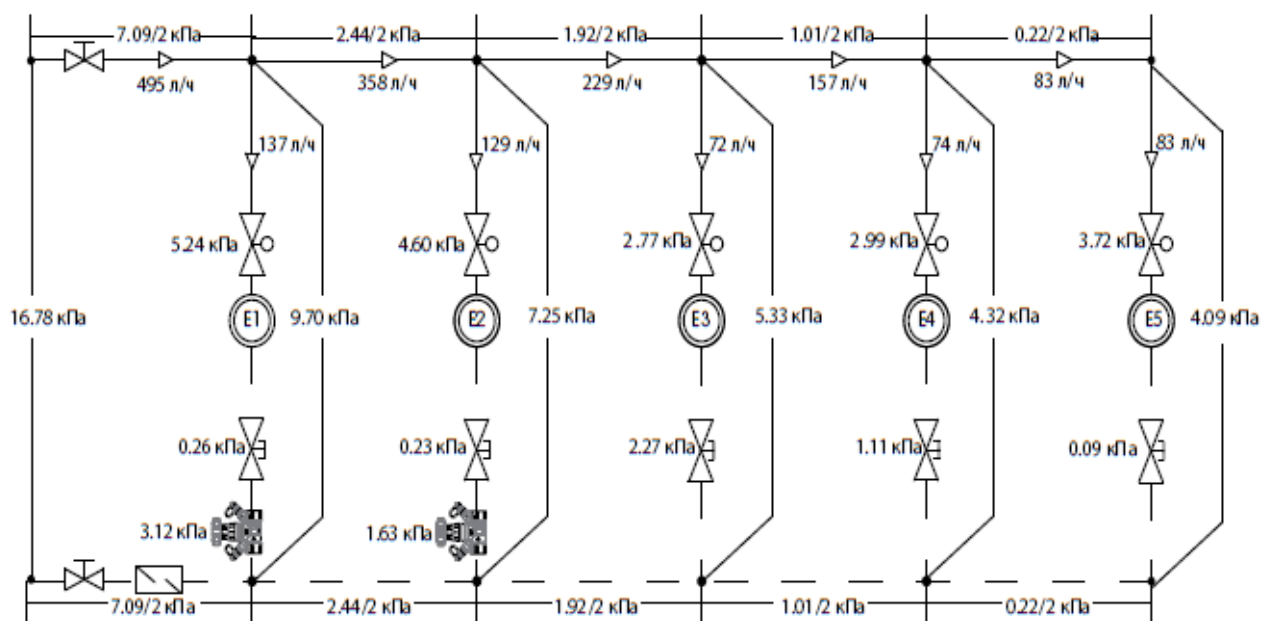 7.09/2 кПа 2.44/2 кПа 1.92/2 кПа 1.01/2 кПа 0.22/2 кПа
495 л/ч 358 л/ч 229 л/ч 157 л/ч 83 л/ч
137 л/ч 129 л/ч 72 л/ч 74 л/ч 83 л/ч
5.24 кПа 4.60 кПа 2.77 кПа 2.99 кПа 3.72 кПа
16.78 кПа E1 9.70 кПа E2 7.25 кПа E3 5.33 кПа E4 4.32 кПа E5 4.09 кПа
0.26 кПа 0.23 кПа 2.27 кПа 1.11 кПа 0.09 кПа
3.12 кПа 1.63 кПа
7.09/2 кПа 2.44/2 кПа 1.92/2 кПа 1.01/2 кПа 0.22/2 кПа